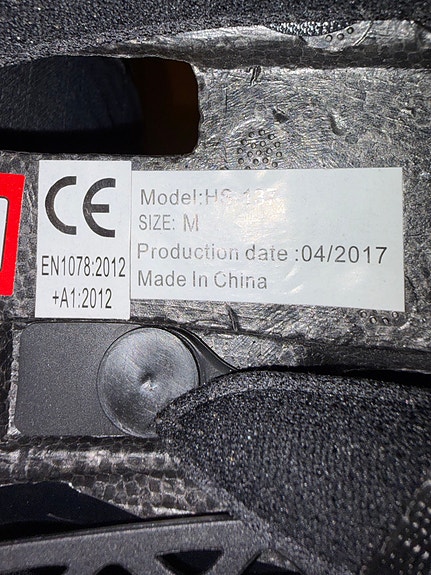 CE
EN1078:2012
+A1:2012
Model:
SIZE: M
Production date :04/2017
Made In China